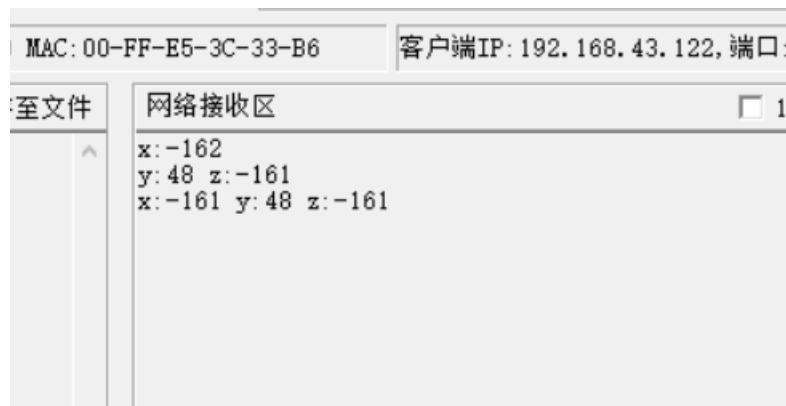 MAC:00-FF-E5-3C-33-B6
客户端IP:192.168.43.122,端口:
至文件
网络接收区
x:-162
y:48 z:-161
x:-161 y:48 z:-161